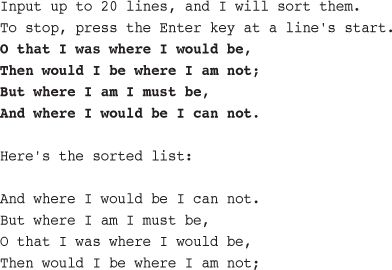 Input up to 20 lines, and I will sort them.
To stop, press the Enter key at a line's start.
O that I was where I would be,
Then would I be where I am not;
But where I am I must be,
And where I would be I can not.
Here's the sorted list:
And where I would be I can not.
But where I am I must be,
O that I was where I would be,
Then would I be where I am not;